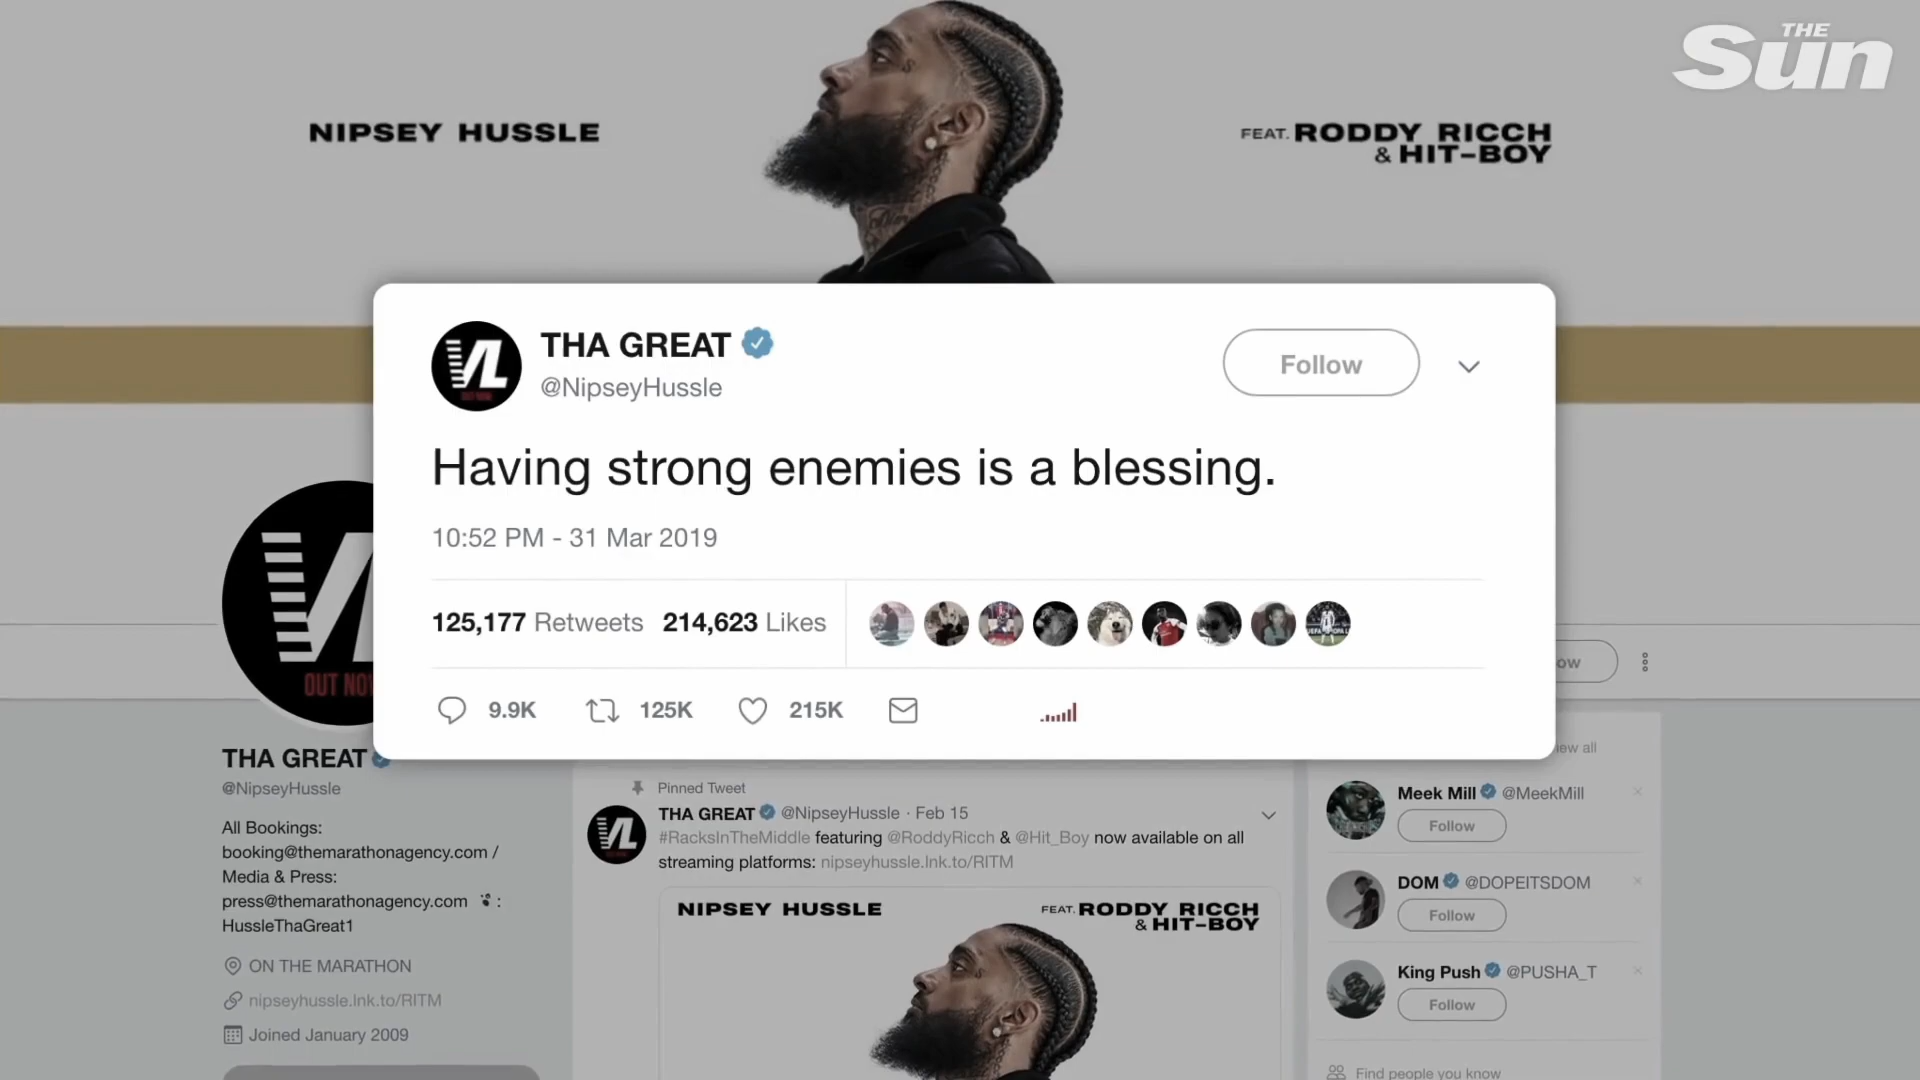 THE
Sun
NIPSEY HUSSLE
FEAT. RODDY RICCH
& HIT-BOY
THA GREAT
@NipseyHussle
Follow
Having strong enemies is a blessing.
10:52 PM - 31 Mar 2019
125,177 Retweets 214,623 Likes
9.9K 125K 215K
OUT NOW
THA GREAT
@NipseyHussle
All Bookings:
booking@themarathonagency.com /
Media & Press:
press@themarathonagency.com :
HussleThaGreat1
ON THE MARATHON
nipseyhussle.lnk.to/RITM
Joined January 2009
Pinned Tweet
THA GREAT @NipseyHussle · Feb 15
#RacksInTheMiddle featuring @RoddyRicch & @Hit_Boy now available on all
streaming platforms: nipseyhussle.lnk.to/RITM
NIPSEY HUSSLE
FEAT. RODDY RICCH
& HIT-BOY
Meek Mill @MeekMill
Follow
DOM @DOPEITSDOM
Follow
King Push @PUSHA_T
Follow
Find people you know